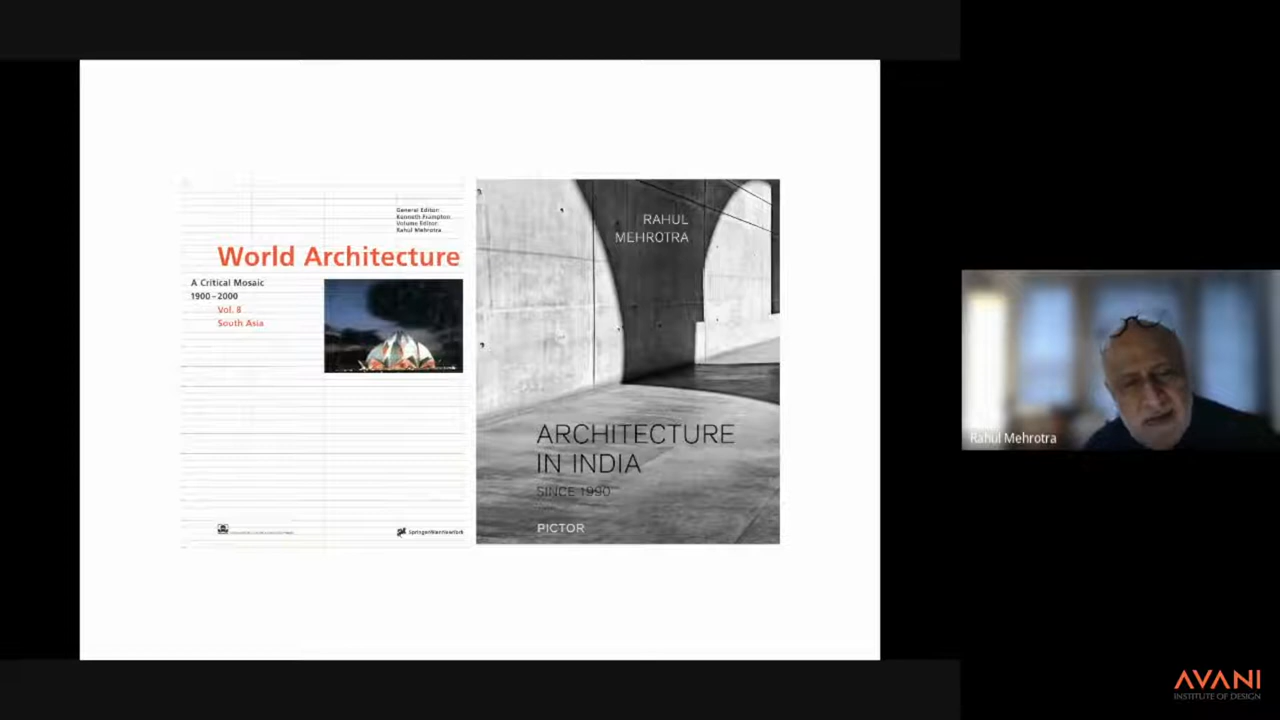 General Editor:
Kenneth Frampton
Volume Editor:
Rahul Mehrotra
World Architecture
A Critical Mosaic
1900–2000
Vol. 8
South Asia
SpringerWienNewYork
RAHUL
MEHROTRA
ARCHITECTURE
IN INDIA
SINCE 1990
PICTOR
Rahul Mehrotra
AVANI
INSTITUTE OF DESIGN